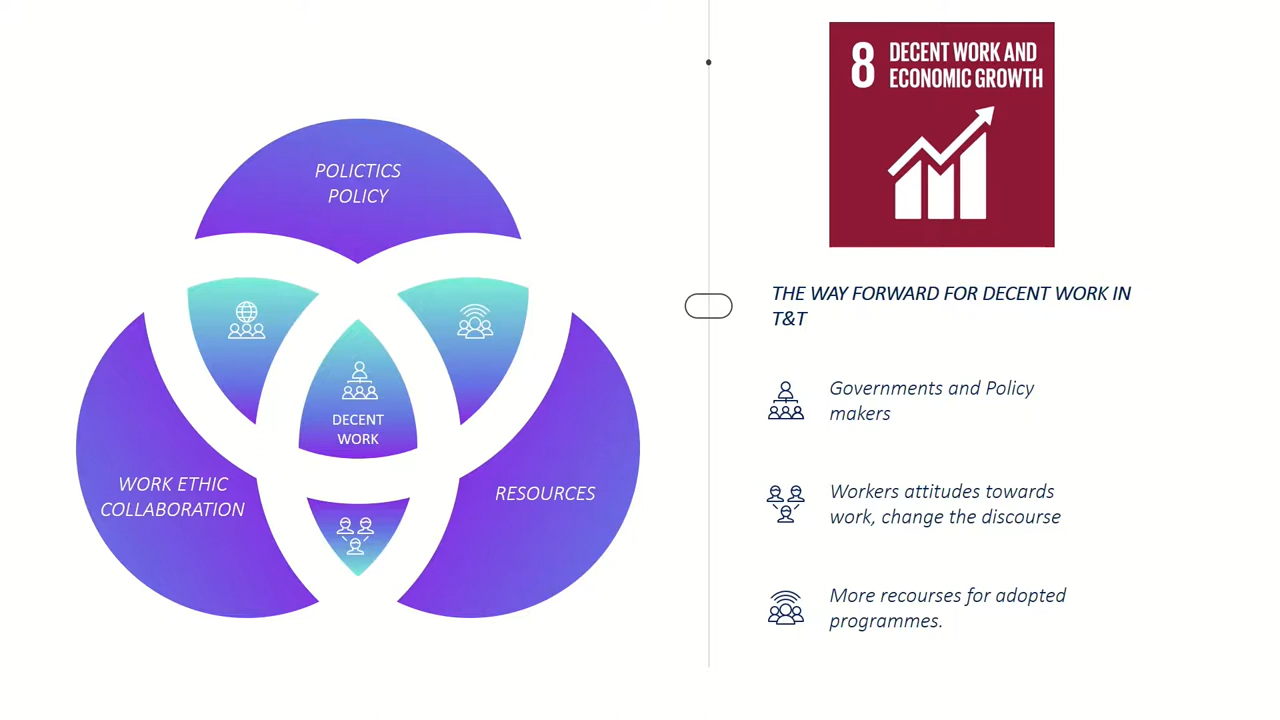 POLICTICS
POLICY
DECENT
WORK
WORK ETHIC
COLLABORATION
RESOURCES
8 DECENT WORK AND
ECONOMIC GROWTH
THE WAY FORWARD FOR DECENT WORK IN
T&T
Governments and Policy
makers
Workers attitudes towards
work, change the discourse
More recourses for adopted
programmes.